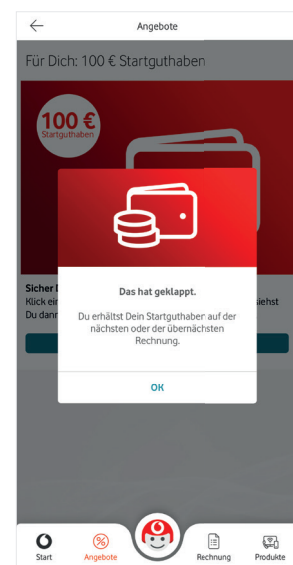 Angebote
Für Dich: 100 € Startguthaben
100 €
Startguthaben
Das hat geklappt.
Du erhältst Dein Startguthaben auf der
nächsten oder der übernächsten
Rechnung.
OK
Sicher
Klick
siehst
Du dann
Start
Angebote
Rechnung
Produkte